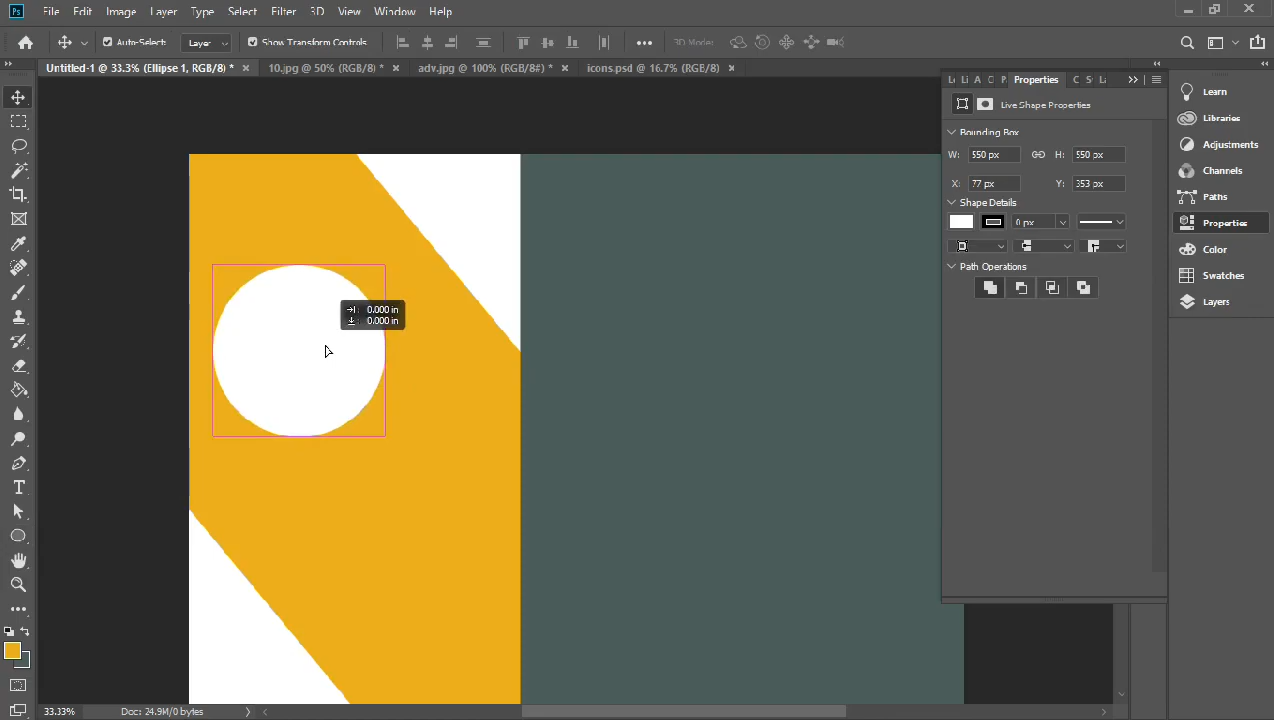 Ps File Edit Image Layer Type Select Filter 3D View Window Help
Auto-Select: Layer Show Transform Controls 3D Mode:
Untitled-1 @ 33.3% (Ellipse 1, RGB/8) * × 10.jpg @ 50% (RGB/8) * × adv.jpg @ 100% (RGB/8#) * × icons.psd @ 16.7% (RGB/8) ×
Properties
Live Shape Properties
Bounding Box
W: 550 px H: 550 px
X: 77 px Y: 353 px
Shape Details
0 px
Path Operations
Learn
Libraries
Adjustments
Channels
Paths
Properties
Color
Swatches
Layers
0.000 in
0.000 in
T
33.33% Doc: 24.9M/0 bytes